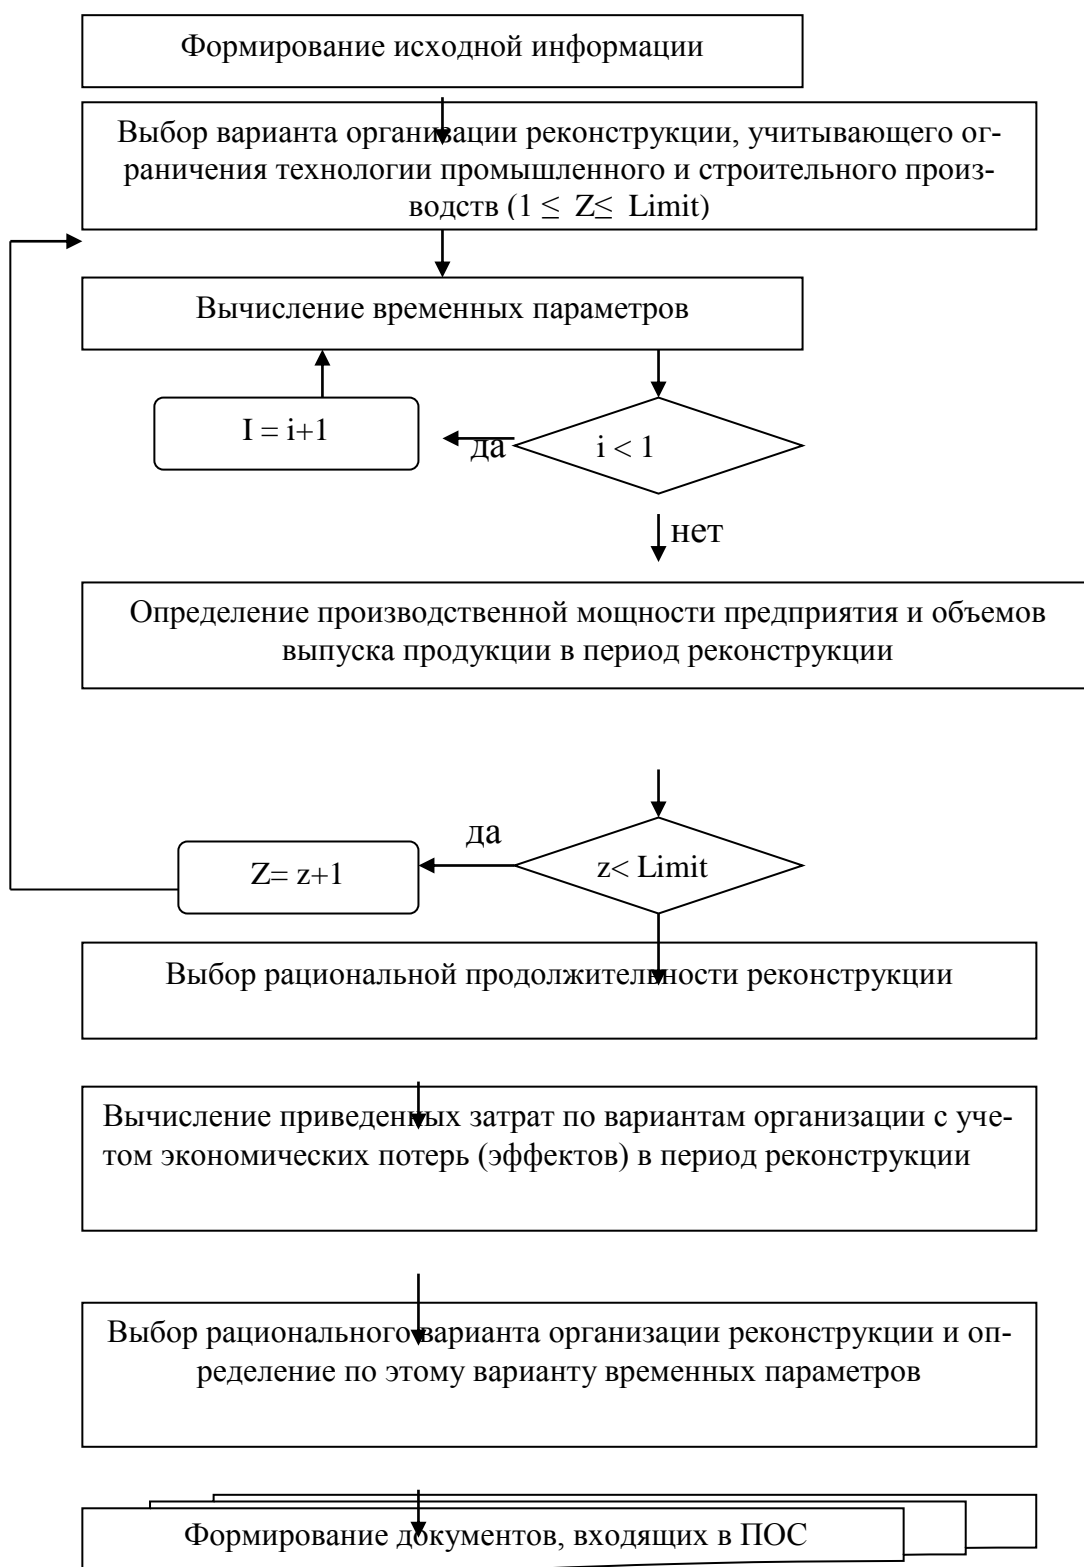 Формирование исходной информации
Выбор варианта организации реконструкции, учитывающего ог-
раничения технологии промышленного и строительного произ-
водств (1 ≤ Z≤ Limit)
Вычисление временных параметров
I = i+1
да
i < 1
нет
Определение производственной мощности предприятия и объемов
выпуска продукции в период реконструкции
да
Z= z+1
z< Limit
Выбор рациональной продолжительности реконструкции
Вычисление приведенных затрат по вариантам организации с уче-
том экономических потерь (эффектов) в период реконструкции
Выбор рационального варианта организации реконструкции и оп-
ределение по этому варианту временных параметров
Формирование документов, входящих в ПОС